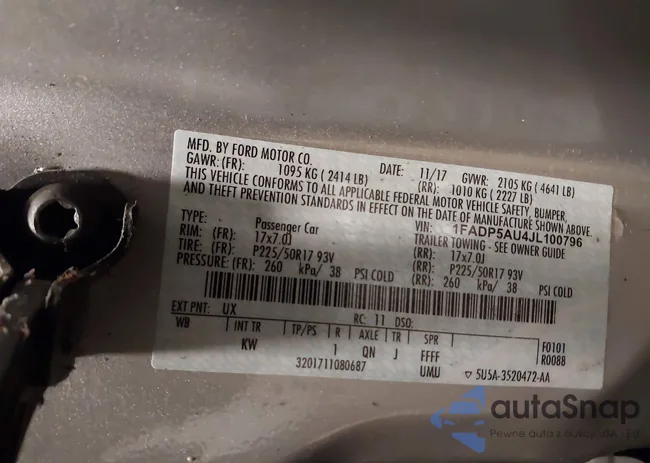 MFD. BY FORD MOTOR CO.
DATE: 11/17 GVWR: 2105 KG ( 4641 LB)
GAWR: (FR): 1095 KG ( 2414 LB) (RR): 1010 KG ( 2227 LB)
THIS VEHICLE CONFORMS TO ALL APPLICABLE FEDERAL MOTOR VEHICLE SAFETY, BUMPER,
AND THEFT PREVENTION STANDARDS IN EFFECT ON THE DATE OF MANUFACTURE SHOWN ABOVE.
VIN: 1FADP5AU4JL100796
TYPE: Passenger Car TRAILER TOWING - SEE OWNER GUIDE
RIM: (FR): 17x7.0J (RR): 17x7.0J
TIRE: (FR): P225/50R17 93V (RR): P225/50R17 93V
PRESSURE: (FR): 260 kPa/ 38 PSI COLD (RR): 260 kPa/ 38 PSI COLD
EXT PNT: UX RC: 11 DSO:
WB INT TR TP/PS R AXLE TR SPR F0101
KW 1 QN J FFFF R0088
3201711080687 UMU ▽ 5U5A-3520472-AA
autaSnap
Pewne auta z aukcji USA - EU